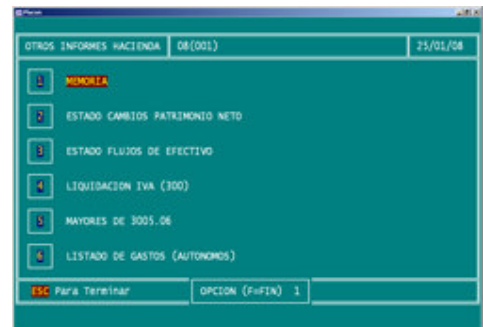 OTROS INFORMES HACIENDA 08(001) 25/01/08
1 MEMORIA
2 ESTADO CAMBIOS PATRIMONIO NETO
3 ESTADO FLUJOS DE EFECTIVO
4 LIQUIDACION IVA (300)
5 MAYORES DE 3005.06
6 LISTADO DE GASTOS (AUTONOMOS)
ESC Para Terminar OPCION (F=FIN) 1